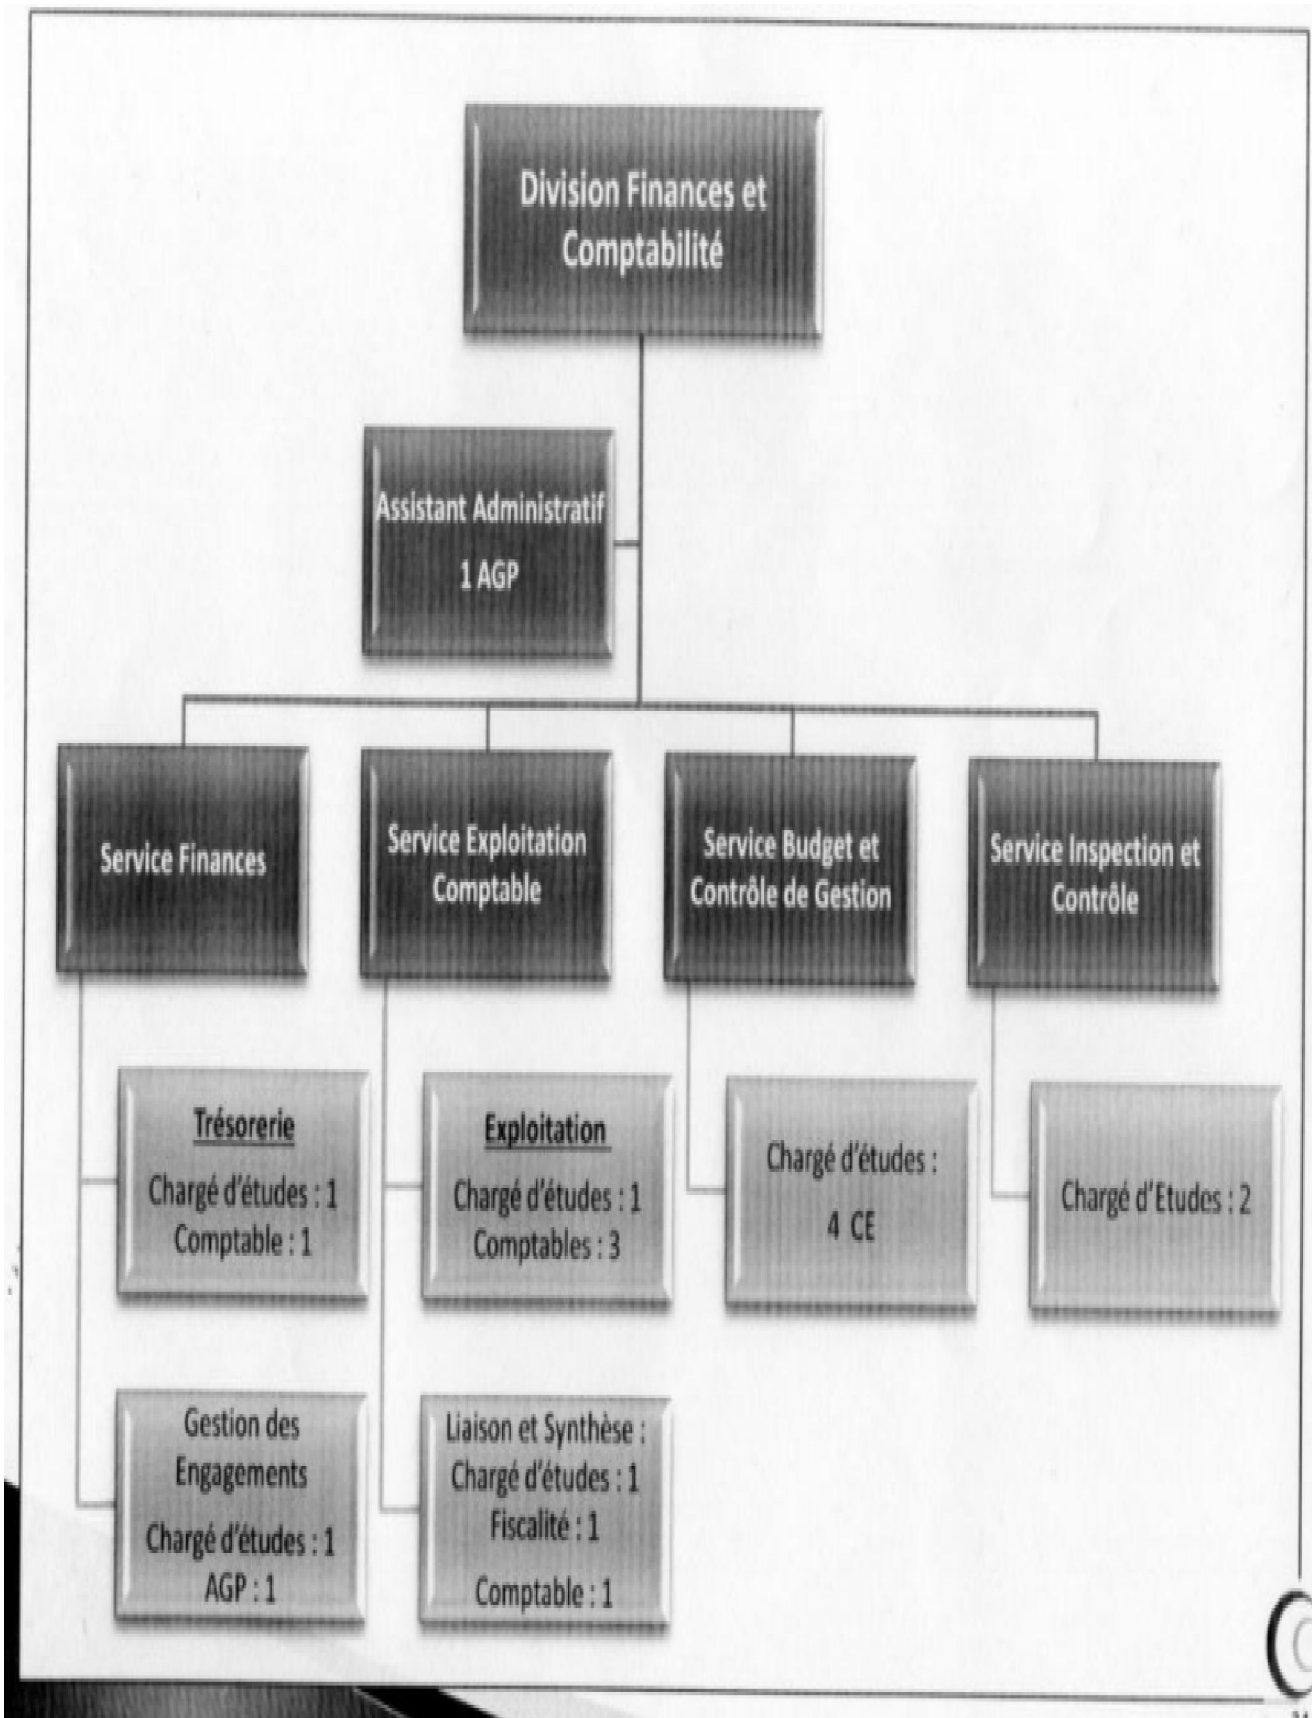 Division Finances et
Comptabilité
Assistant Administratif
1 AGP
Service Finances
Service Exploitation
Comptable
Service Budget et
Contrôle de Gestion
Service Inspection et
Contrôle
Trésorerie
Chargé d'études : 1
Comptable : 1
Exploitation
Chargé d'études : 1
Comptables : 3
Chargé d'études :
4 CE
Chargé d'Etudes : 2
Gestion des
Engagements
Chargé d'études : 1
AGP : 1
Liaison et Synthèse :
Chargé d'études : 1
Fiscalité : 1
Comptable : 1